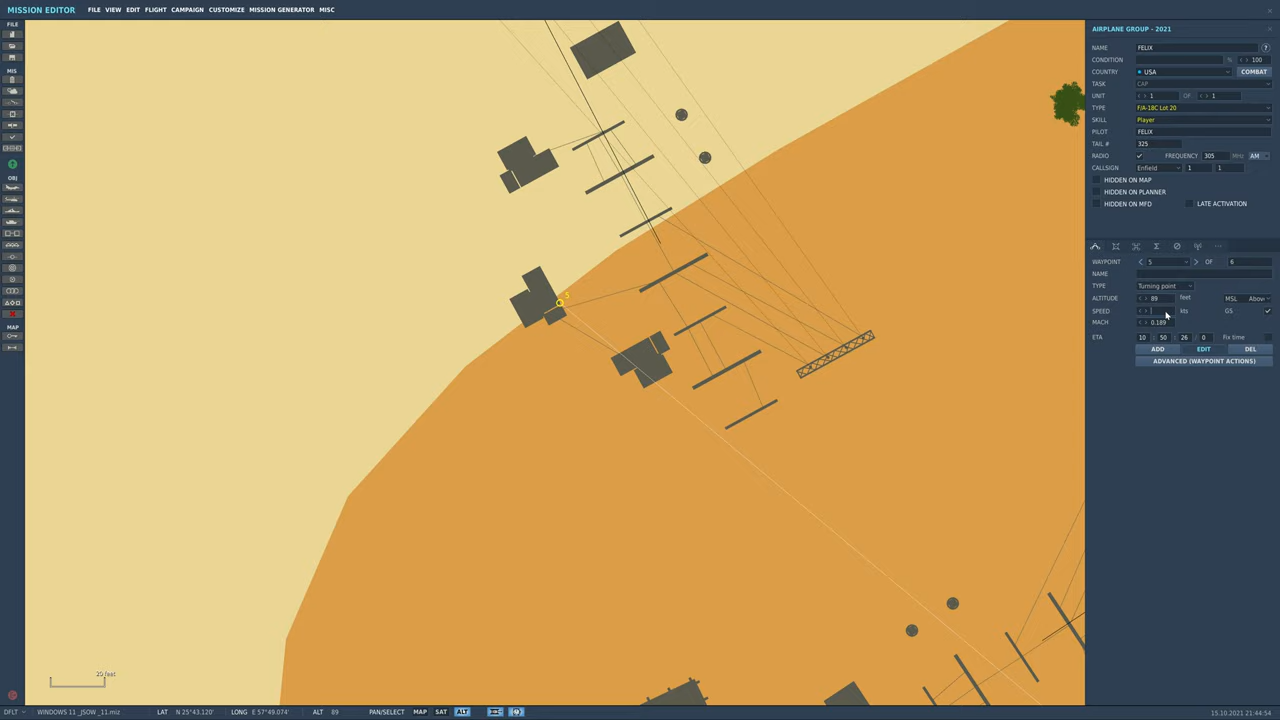 MISSION EDITOR FILE VIEW EDIT FLIGHT CAMPAIGN CUSTOMIZE MISSION GENERATOR MISC
FILE
MIS
OBJ
MAP
5
20 feet
AIRPLANE GROUP - 2021
NAME FELIX ?
CONDITION % 100
COUNTRY USA COMBAT
TASK CAP
UNIT 1 OF 1
TYPE F/A-18C Lot 20
SKILL Player
PILOT FELIX
TAIL # 325
RADIO FREQUENCY 305 MHz AM
CALLSIGN Enfield 1 1
HIDDEN ON MAP
HIDDEN ON PLANNER
HIDDEN ON MFD LATE ACTIVATION
WAYPOINT 5 OF 6
NAME
TYPE Turning point
ALTITUDE 89 feet MSL Abov
SPEED kts GS
MACH 0.189
ETA 10 : 50 : 26 / 0 Fix time
ADD EDIT DEL
ADVANCED (WAYPOINT ACTIONS)
DFLT WINDOWS 11 _JSOW _11.miz LAT N 25°43.120' LONG E 57°49.074' ALT 89 PAN/SELECT MAP SAT ALT 15.10.2021 21:44:54